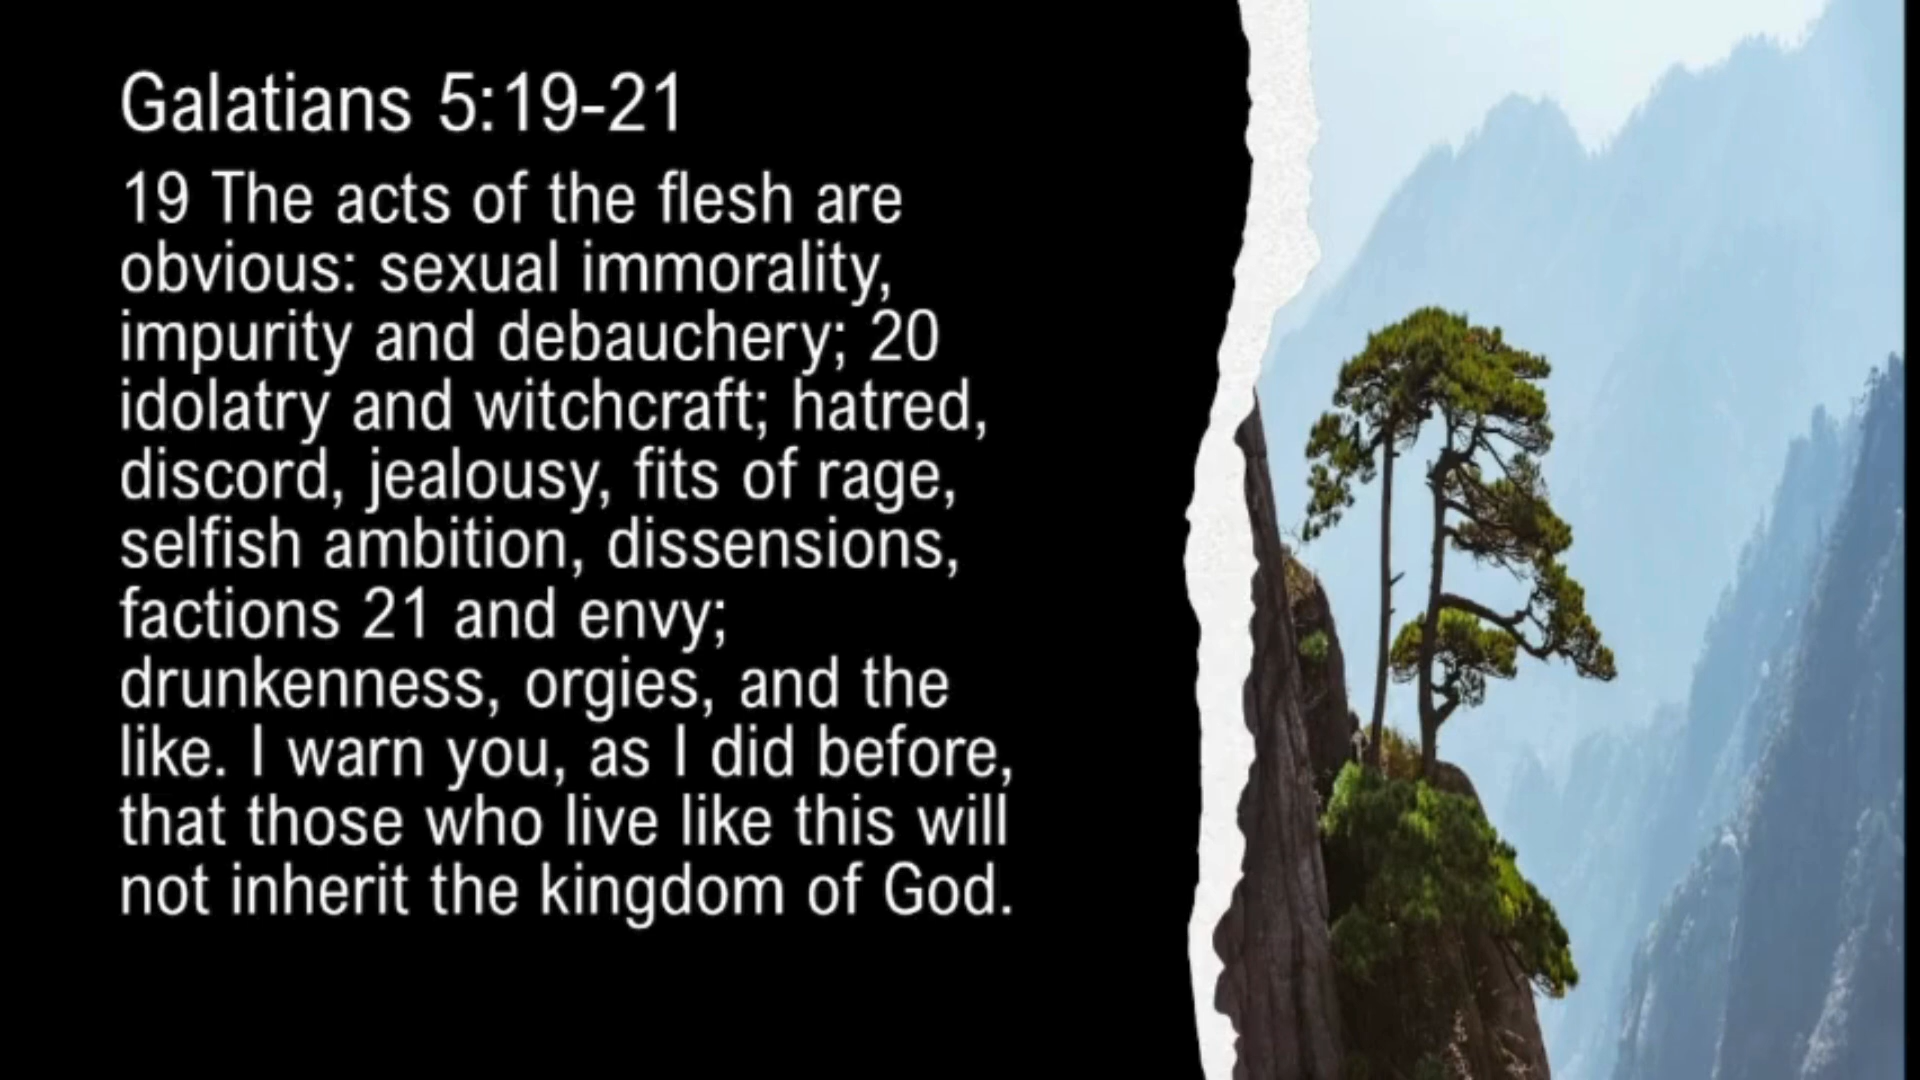 Galatians 5:19-21
19 The acts of the flesh are
obvious: sexual immorality,
impurity and debauchery; 20
idolatry and witchcraft; hatred,
discord, jealousy, fits of rage,
selfish ambition, dissensions,
factions 21 and envy;
drunkenness, orgies, and the
like. I warn you, as I did before,
that those who live like this will
not inherit the kingdom of God.